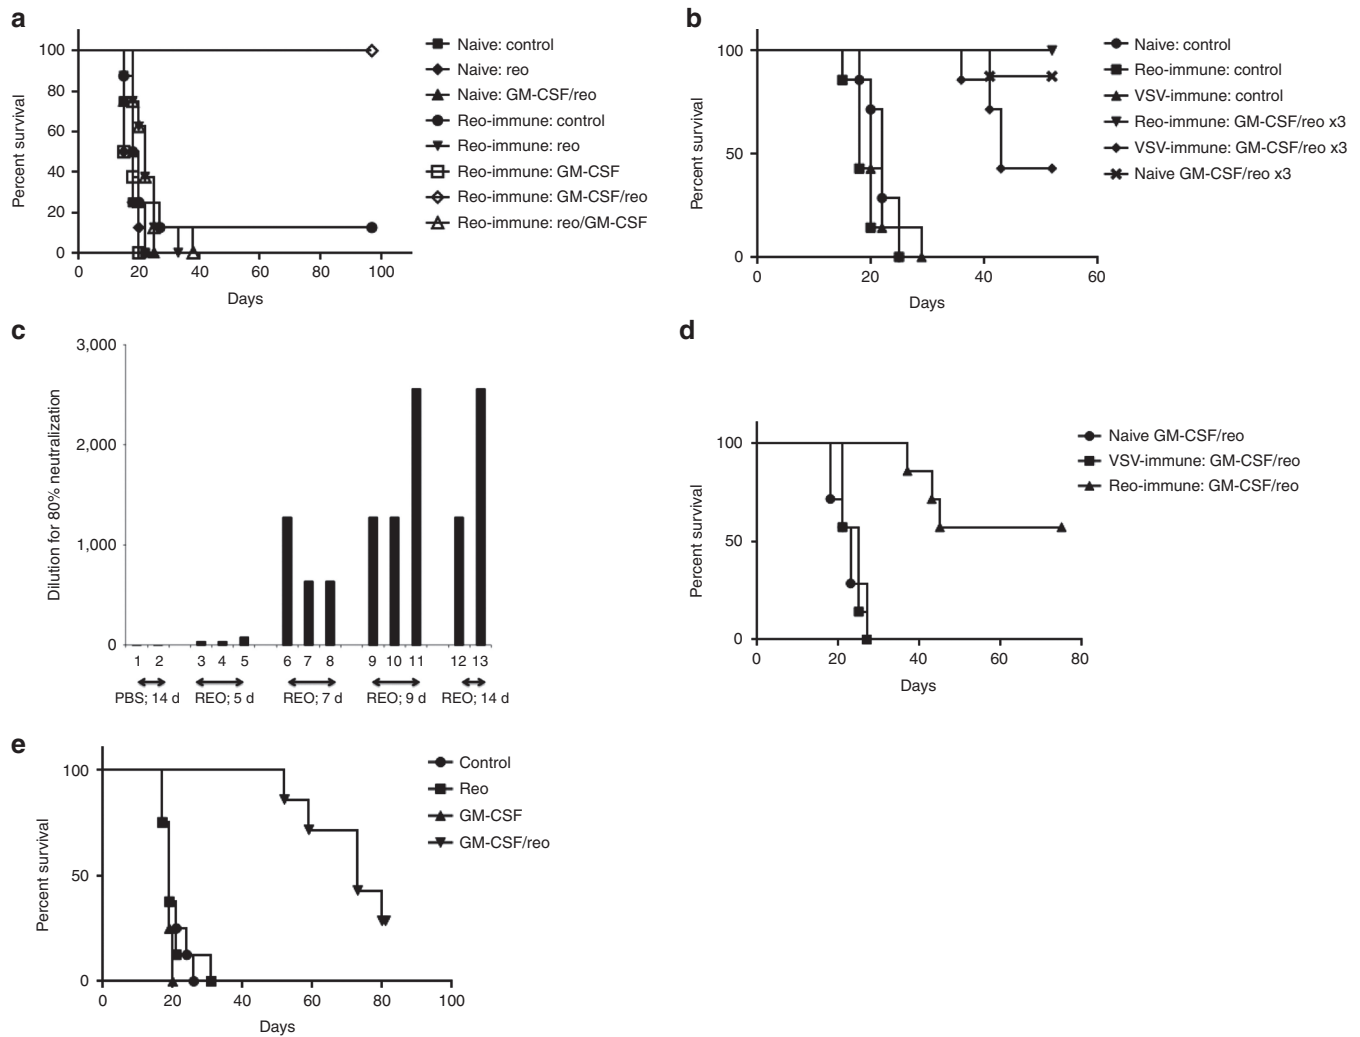 a
Percent survival
100
80
60
40
20
0
0 20 40 60 80 100
Days
Naive: control
Naive: reo
Naive: GM-CSF/reo
Reo-immune: control
Reo-immune: reo
Reo-immune: GM-CSF
Reo-immune: GM-CSF/reo
Reo-immune: reo/GM-CSF
b
Percent survival
100
50
0
0 20 40 60
Days
Naive: control
Reo-immune: control
VSV-immune: control
Reo-immune: GM-CSF/reo x3
VSV-immune: GM-CSF/reo x3
Naive GM-CSF/reo x3
c
Dilution for 80% neutralization
3,000
2,000
1,000
0
1 2 3 4 5 6 7 8 9 10 11 12 13
PBS; 14 d REO; 5 d REO; 7 d REO; 9 d REO; 14 d
d
Percent survival
100
50
0
0 20 40 60 80
Days
Naive GM-CSF/reo
VSV-immune: GM-CSF/reo
Reo-immune: GM-CSF/reo
e
Percent survival
100
50
0
0 20 40 60 80 100
Days
Control
Reo
GM-CSF
GM-CSF/reo